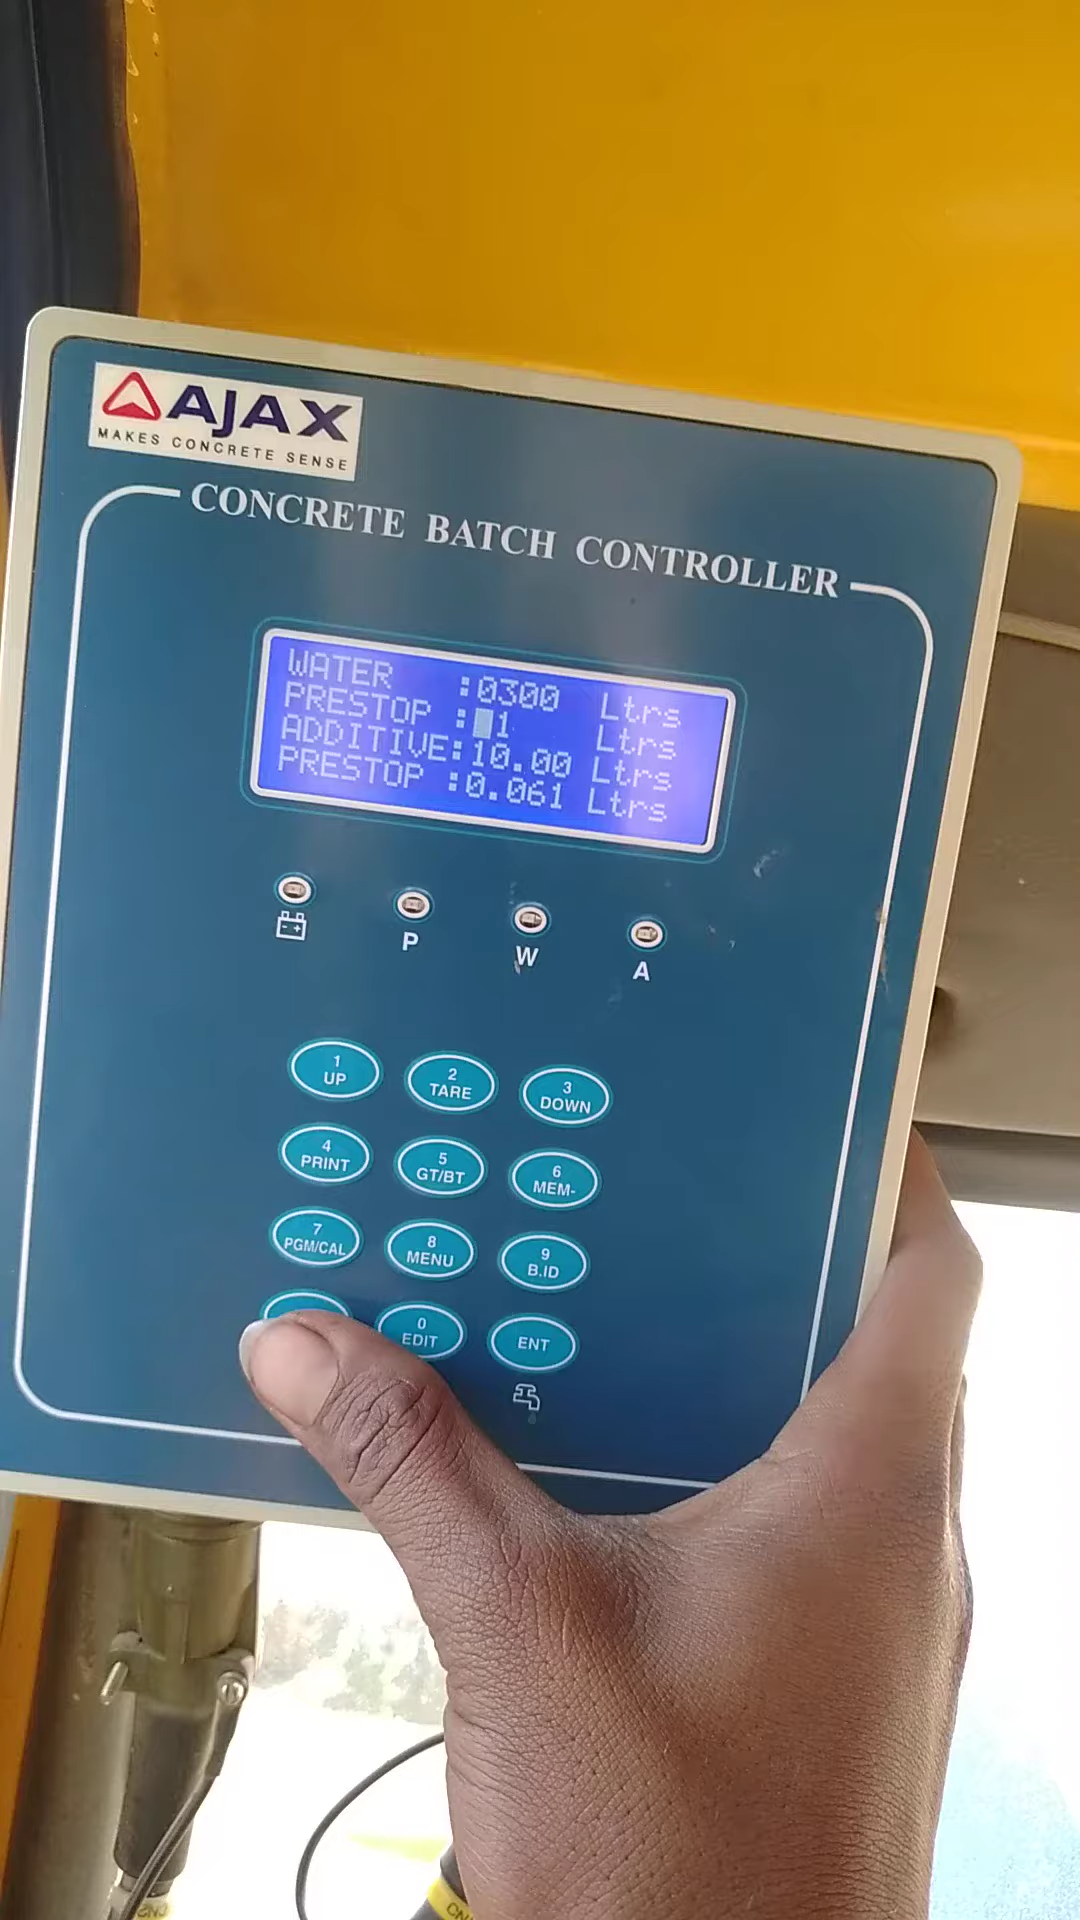 AJAX
MAKES CONCRETE SENSE
CONCRETE BATCH CONTROLLER
WATER :0300 Ltrs
PRESTOP : 1 Ltrs
ADDITIVE:10.00 Ltrs
PRESTOP :0.061 Ltrs
P W A
1 UP
2 TARE
3 DOWN
4 PRINT
5 GT/BT
6 MEM-
7 PGM/CAL
8 MENU
9 B.ID
0 EDIT
ENT